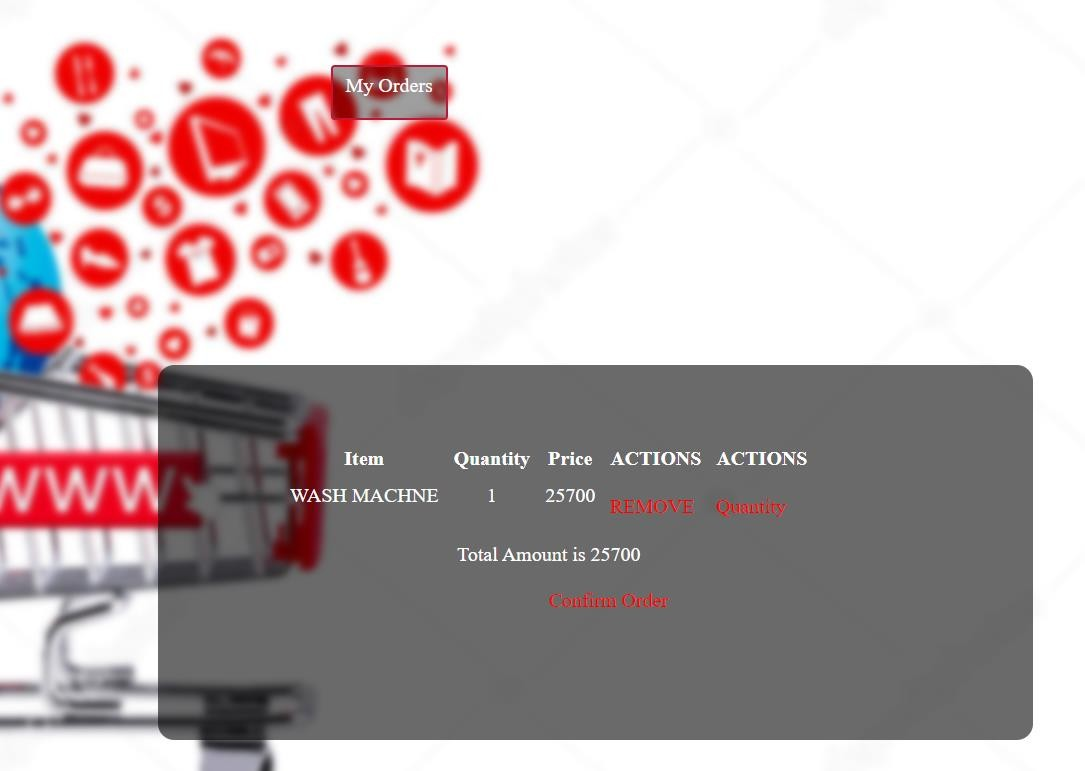 My Orders
WWW
Item Quantity Price ACTIONS ACTIONS
WASH MACHNE 1 25700 REMOVE Quantity
Total Amount is 25700
Confirm Order